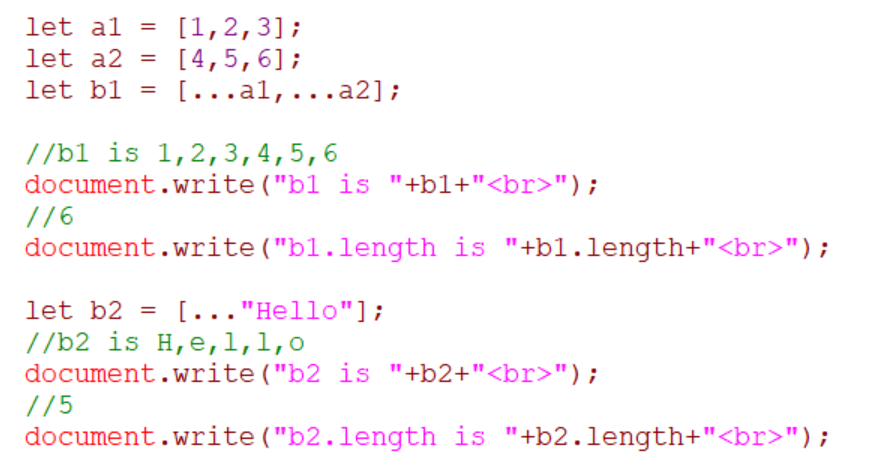 let a1 = [1,2,3];
let a2 = [4,5,6];
let b1 = [...a1,...a2];
//b1 is 1,2,3,4,5,6
document.write("b1 is "+b1+"<br>");
//6
document.write("b1.length is "+b1.length+"<br>");
let b2 = [..."Hello"];
//b2 is H,e,l,l,o
document.write("b2 is "+b2+"<br>");
//5
document.write("b2.length is "+b2.length+"<br>");